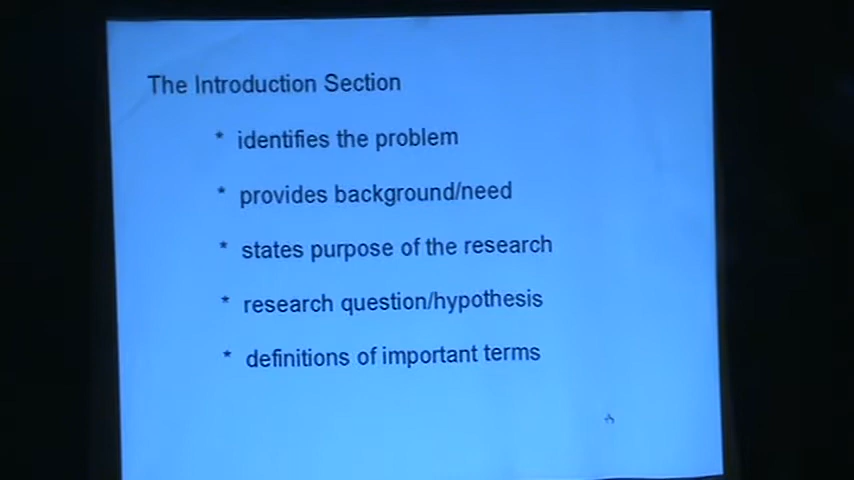 The Introduction Section
* identifies the problem
* provides background/need
* states purpose of the research
* research question/hypothesis
* definitions of important terms